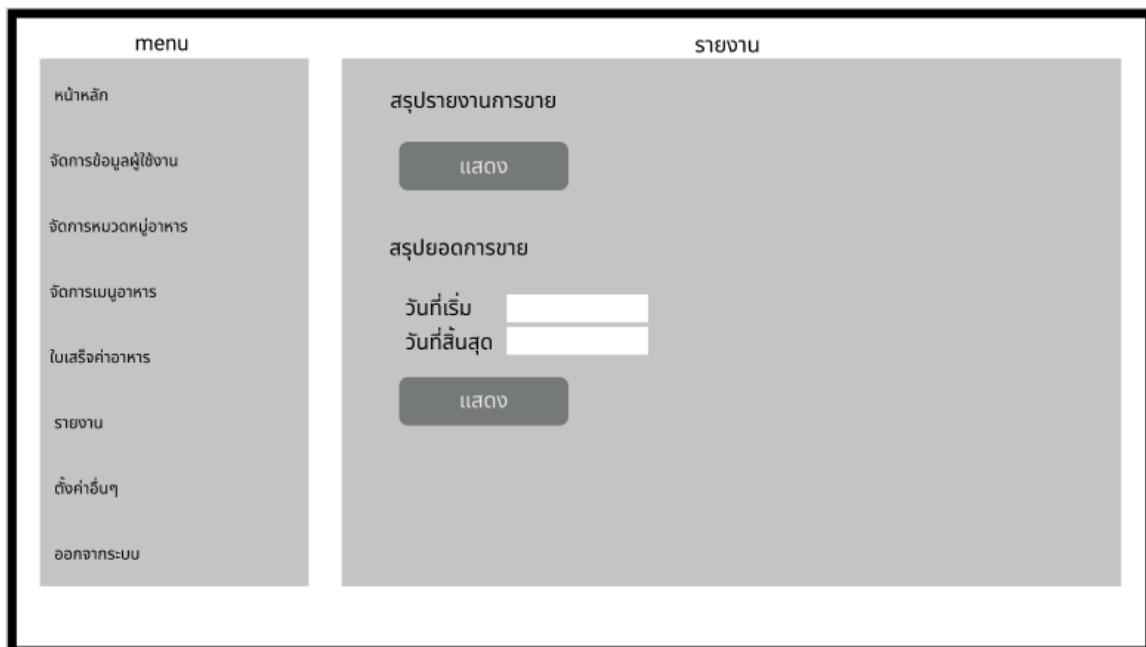 menu
หน้าหลัก
จัดการข้อมูลผู้ใช้งาน
จัดการหมวดหมู่อาหาร
จัดการเมนูอาหาร
ใบเสร็จค่าอาหาร
รายงาน
ตั้งค่าอื่นๆ
ออกจากระบบ
รายงาน
สรุปรายงานการขาย
แสดง
สรุปยอดการขาย
วันที่เริ่ม
วันที่สิ้นสุด
แสดง